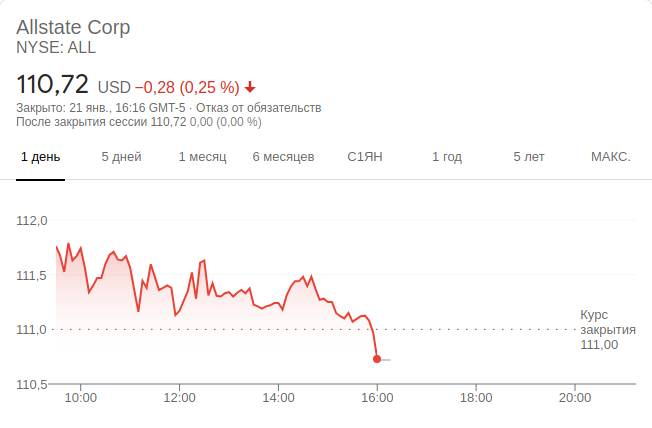 Allstate Corp
NYSE: ALL
110,72 USD −0,28 (0,25 %)
Закрыто: 21 янв., 16:16 GMT-5 · Отказ от обязательств
После закрытия сессии 110,72 0,00 (0,00 %)
1 день 5 дней 1 месяц 6 месяцев С1ЯН 1 год 5 лет МАКС.
112,0
111,5
111,0
Курс
закрытия
111,00
110,5
10:00 12:00 14:00 16:00 18:00 20:00